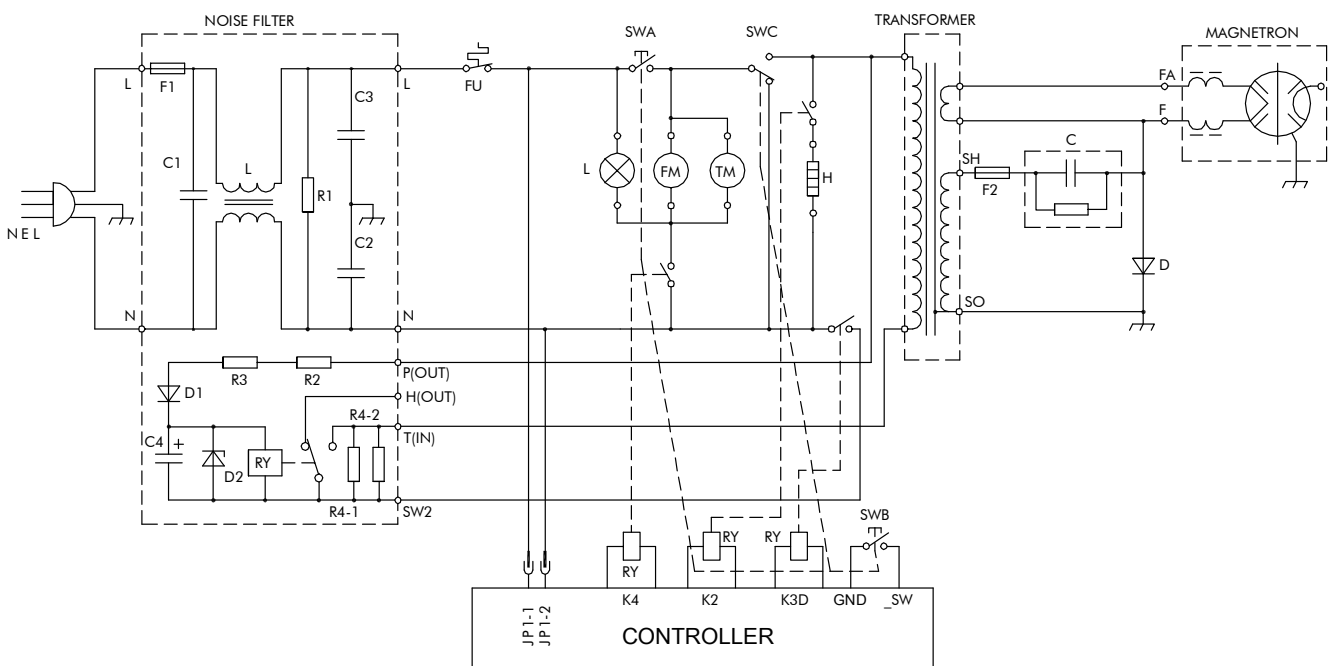 NOISE FILTER
SWA
SWC
TRANSFORMER
MAGNETRON
L
F1
L
FU
C3
FA
F
C1
L
R1
L
FM
TM
H
SH
F2
C
N E L
C2
D
N
N
SO
R3
R2
P(OUT)
D1
H(OUT)
R4-2
T(IN)
C4
+
RY
D2
R4-1
SW2
SWB
RY
RY
RY
JP1-1
JP1-2
K4
K2
K3D
GND
_SW
CONTROLLER